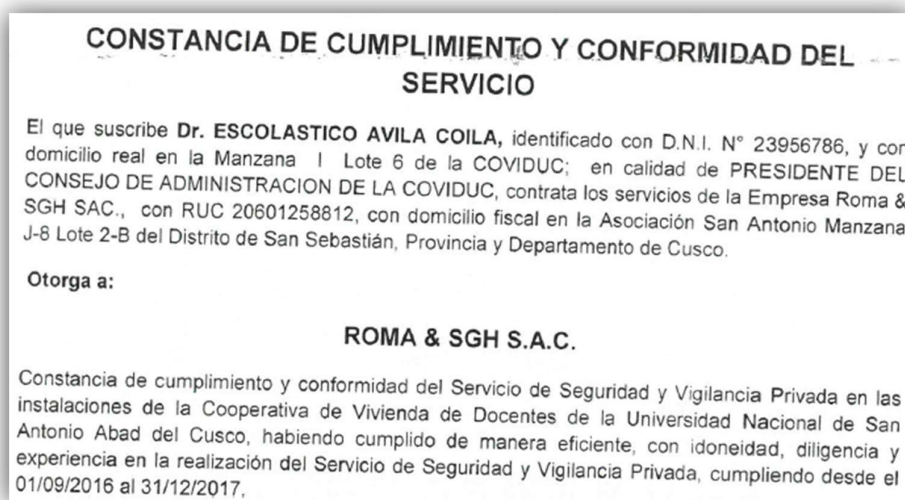 CONSTANCIA DE CUMPLIMIENTO Y CONFORMIDAD DEL
SERVICIO
El que suscribe Dr. ESCOLASTICO AVILA COILA, identificado con D.N.I. N° 23956786, y con
domicilio real en la Manzana I Lote 6 de la COVIDUC; en calidad de PRESIDENTE DEL
CONSEJO DE ADMINISTRACION DE LA COVIDUC, contrata los servicios de la Empresa Roma &
SGH SAC., con RUC 20601258812, con domicilio fiscal en la Asociación San Antonio Manzana
J-8 Lote 2-B del Distrito de San Sebastián, Provincia y Departamento de Cusco.
Otorga a:
ROMA & SGH S.A.C.
Constancia de cumplimiento y conformidad del Servicio de Seguridad y Vigilancia Privada en las
instalaciones de la Cooperativa de Vivienda de Docentes de la Universidad Nacional de San
Antonio Abad del Cusco, habiendo cumplido de manera eficiente, con idoneidad, diligencia y
experiencia en la realización del Servicio de Seguridad y Vigilancia Privada, cumpliendo desde el
01/09/2016 al 31/12/2017.